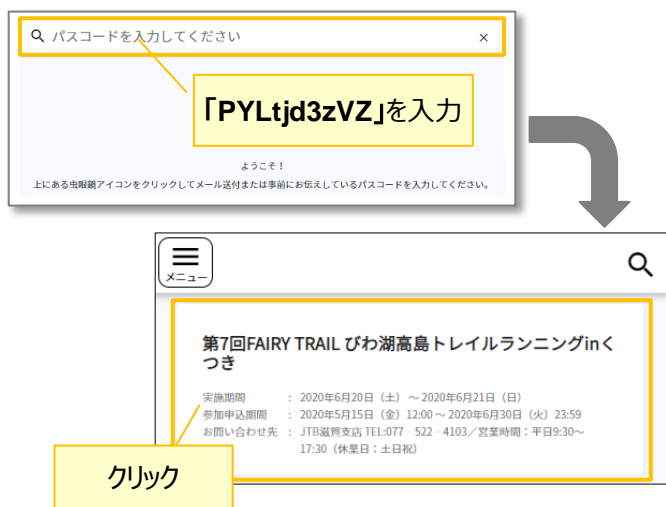 パスコードを入力してください ×
「PYLtjd3zVZ」を入力
ようこそ！
上にある虫眼鏡アイコンをクリックしてメール送付または事前にお伝えしているパスコードを入力してください。
メニュー
第7回FAIRY TRAIL びわ湖高島トレイルランニングinく
つき
実施期間 : 2020年6月20日（土）～2020年6月21日（日）
参加申込期間 : 2020年5月15日（金）12:00～2020年6月30日（火）23:59
お問い合わせ先 : JTB滋賀支店 TEL:077‐522‐4103／営業時間：平日9:30～
17:30（休業日：土日祝）
クリック